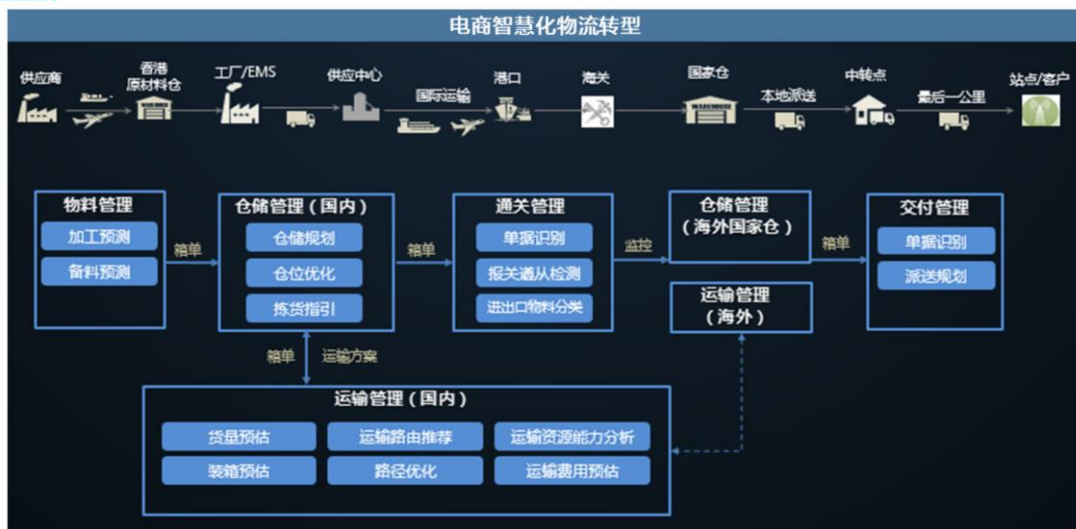 电商智慧化物流转型
供应商
香港
原材料仓
工厂/EMS
供应中心
国际运输
港口
海关
国家仓
本地派送
中转点
最后一公里
站点/客户
物料管理
加工预测
备料预测
箱单
仓储管理（国内）
仓储规划
仓位优化
拣货指引
箱单
通关管理
单据识别
报关遵从检测
进出口物料分类
监控
仓储管理
（海外国家仓）
箱单
运输管理
（海外）
交付管理
单据识别
派送规划
箱单
运输方案
运输管理（国内）
货量预估
运输路由推荐
运输资源能力分析
装箱预估
路径优化
运输费用预估